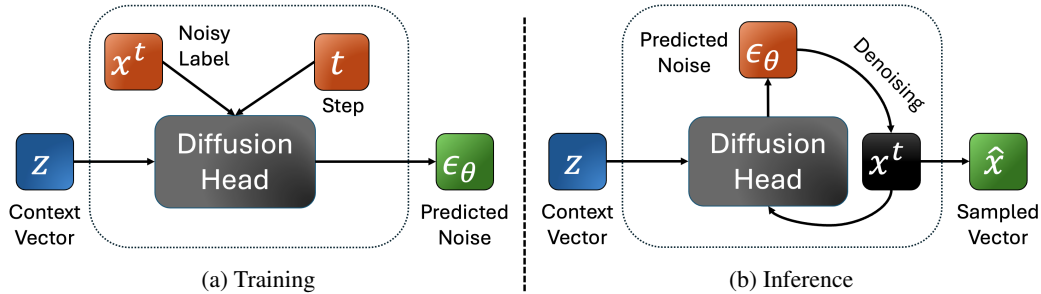 x^t
Noisy
Label
t
Step
z
Context
Vector
Diffusion
Head
ϵ_θ
Predicted
Noise
(a) Training
Predicted
Noise
ϵ_θ
Denoising
z
Context
Vector
Diffusion
Head
x^t
x̂
Sampled
Vector
(b) Inference